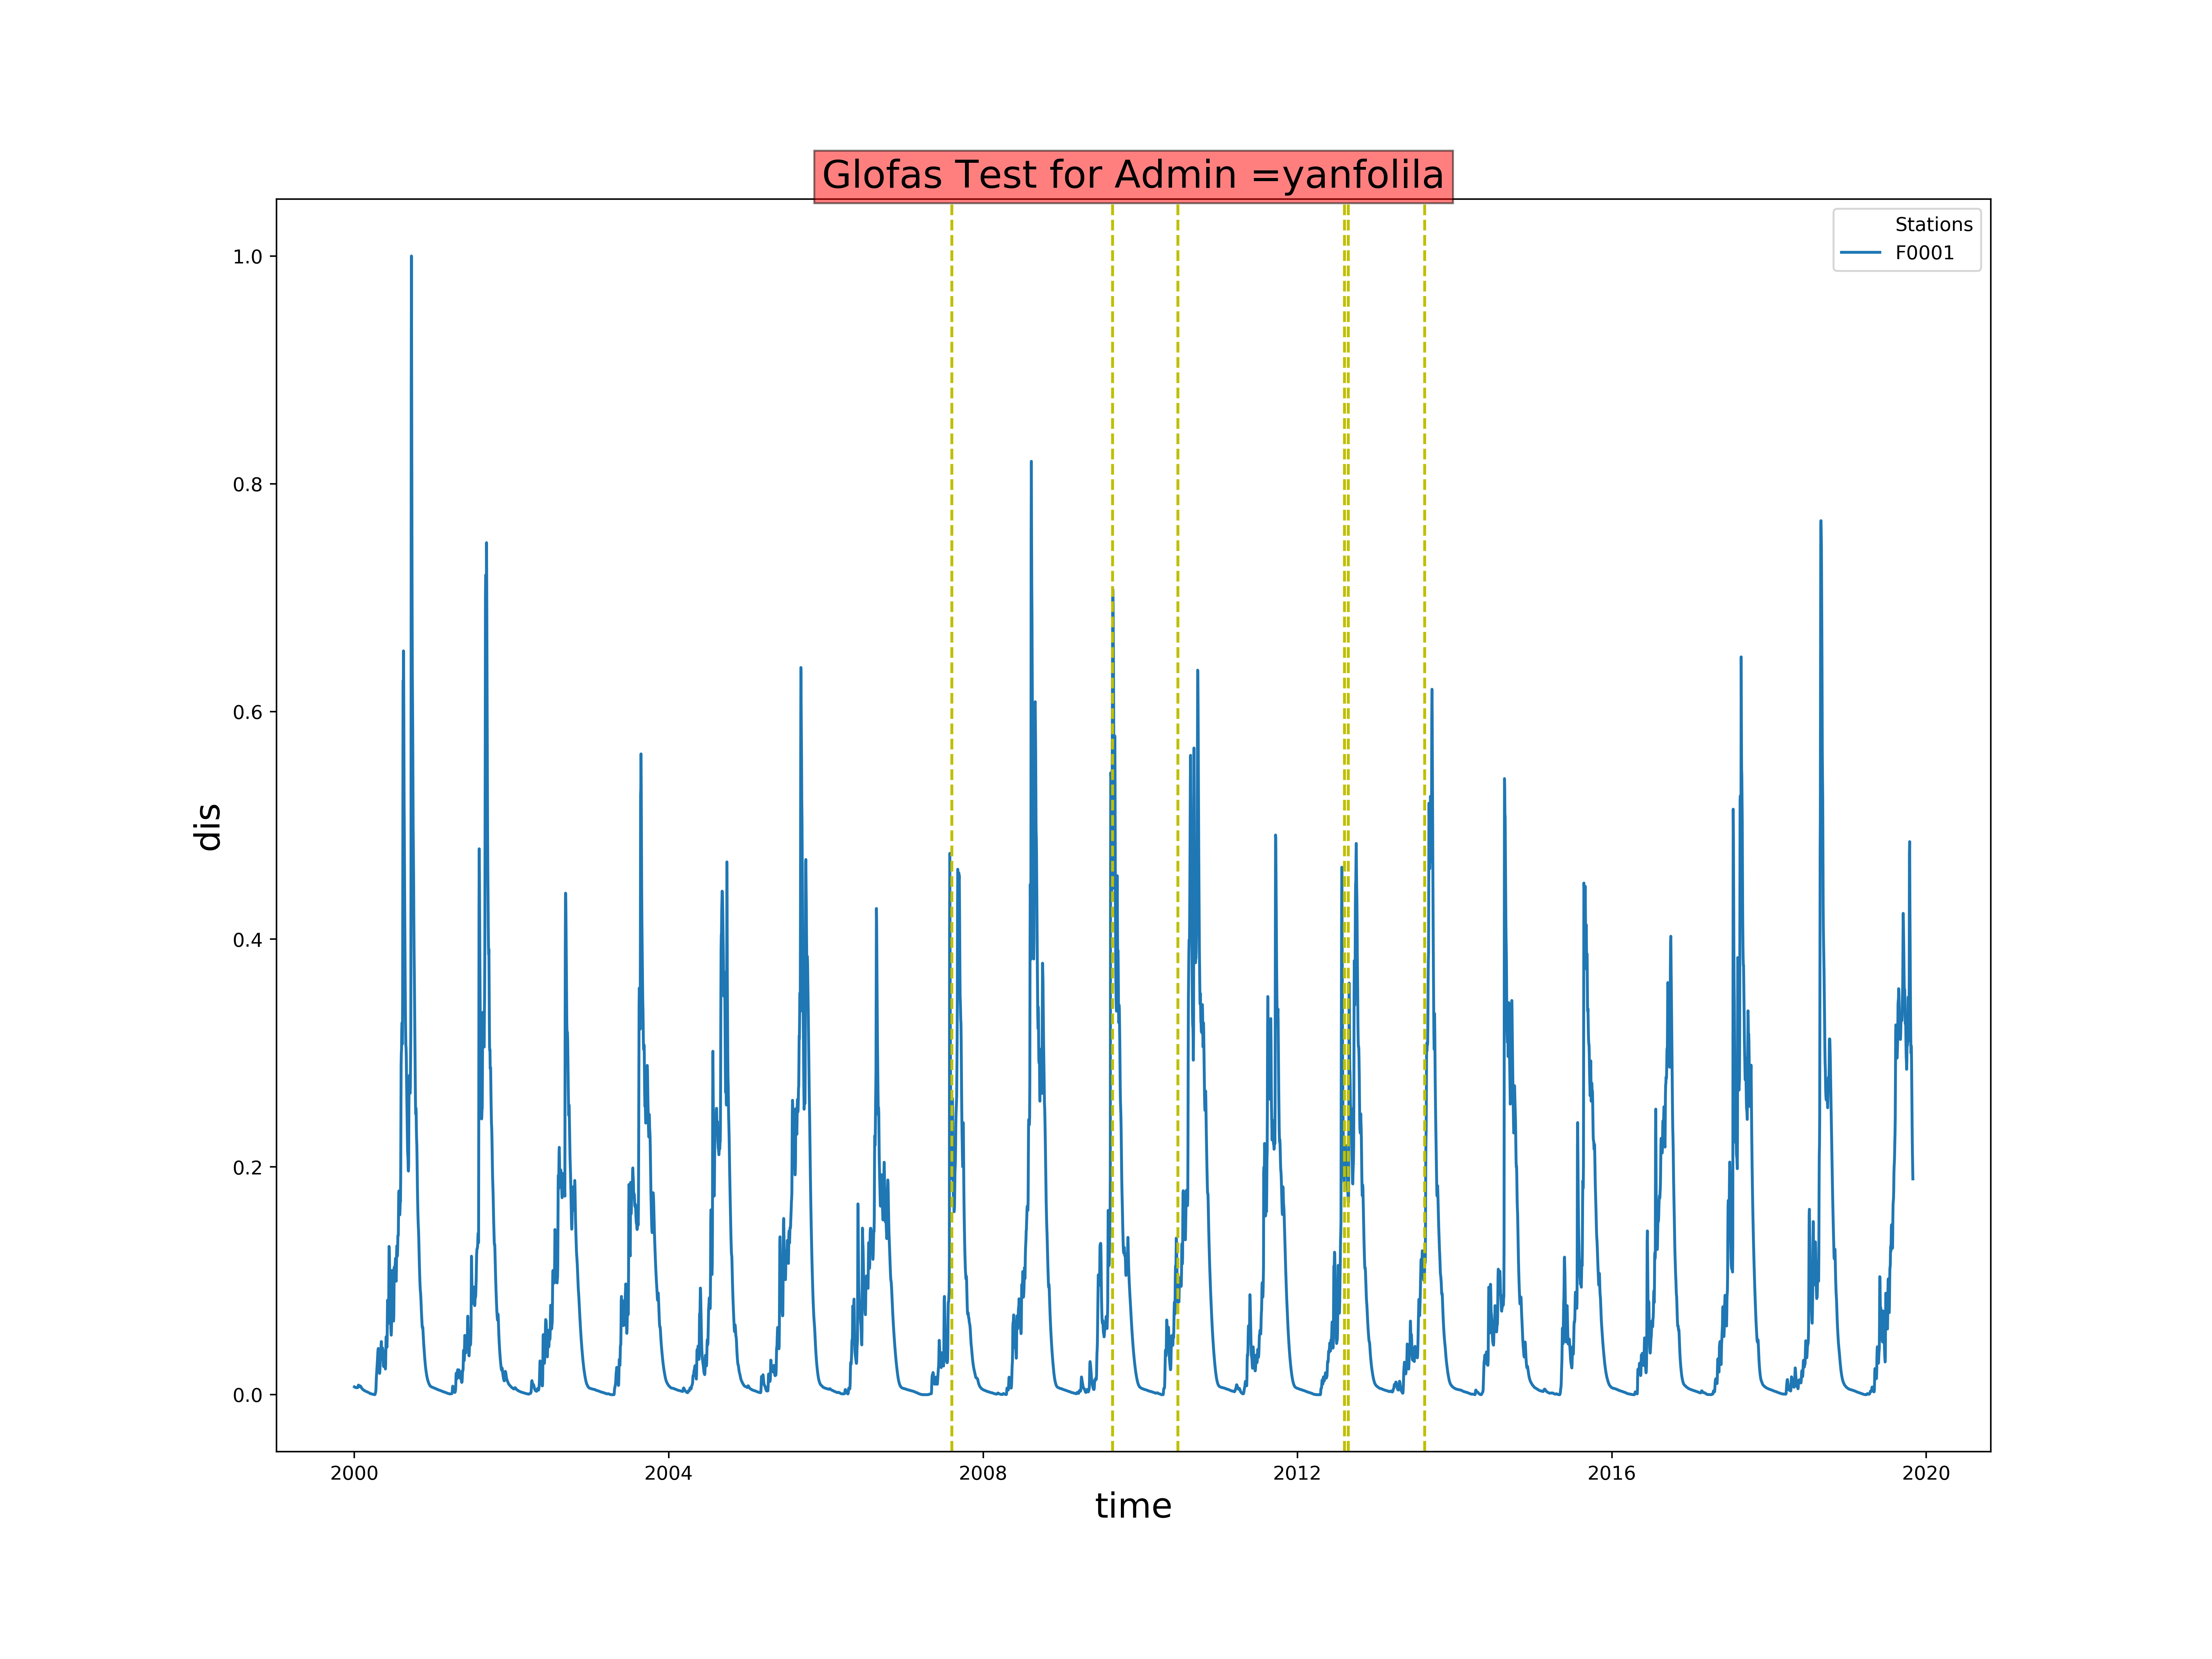 Glofas Test for Admin =yanfolila
Stations
F0001
1.0
0.8
0.6
0.4
0.2
0.0
dis
2000 2004 2008 2012 2016 2020
time